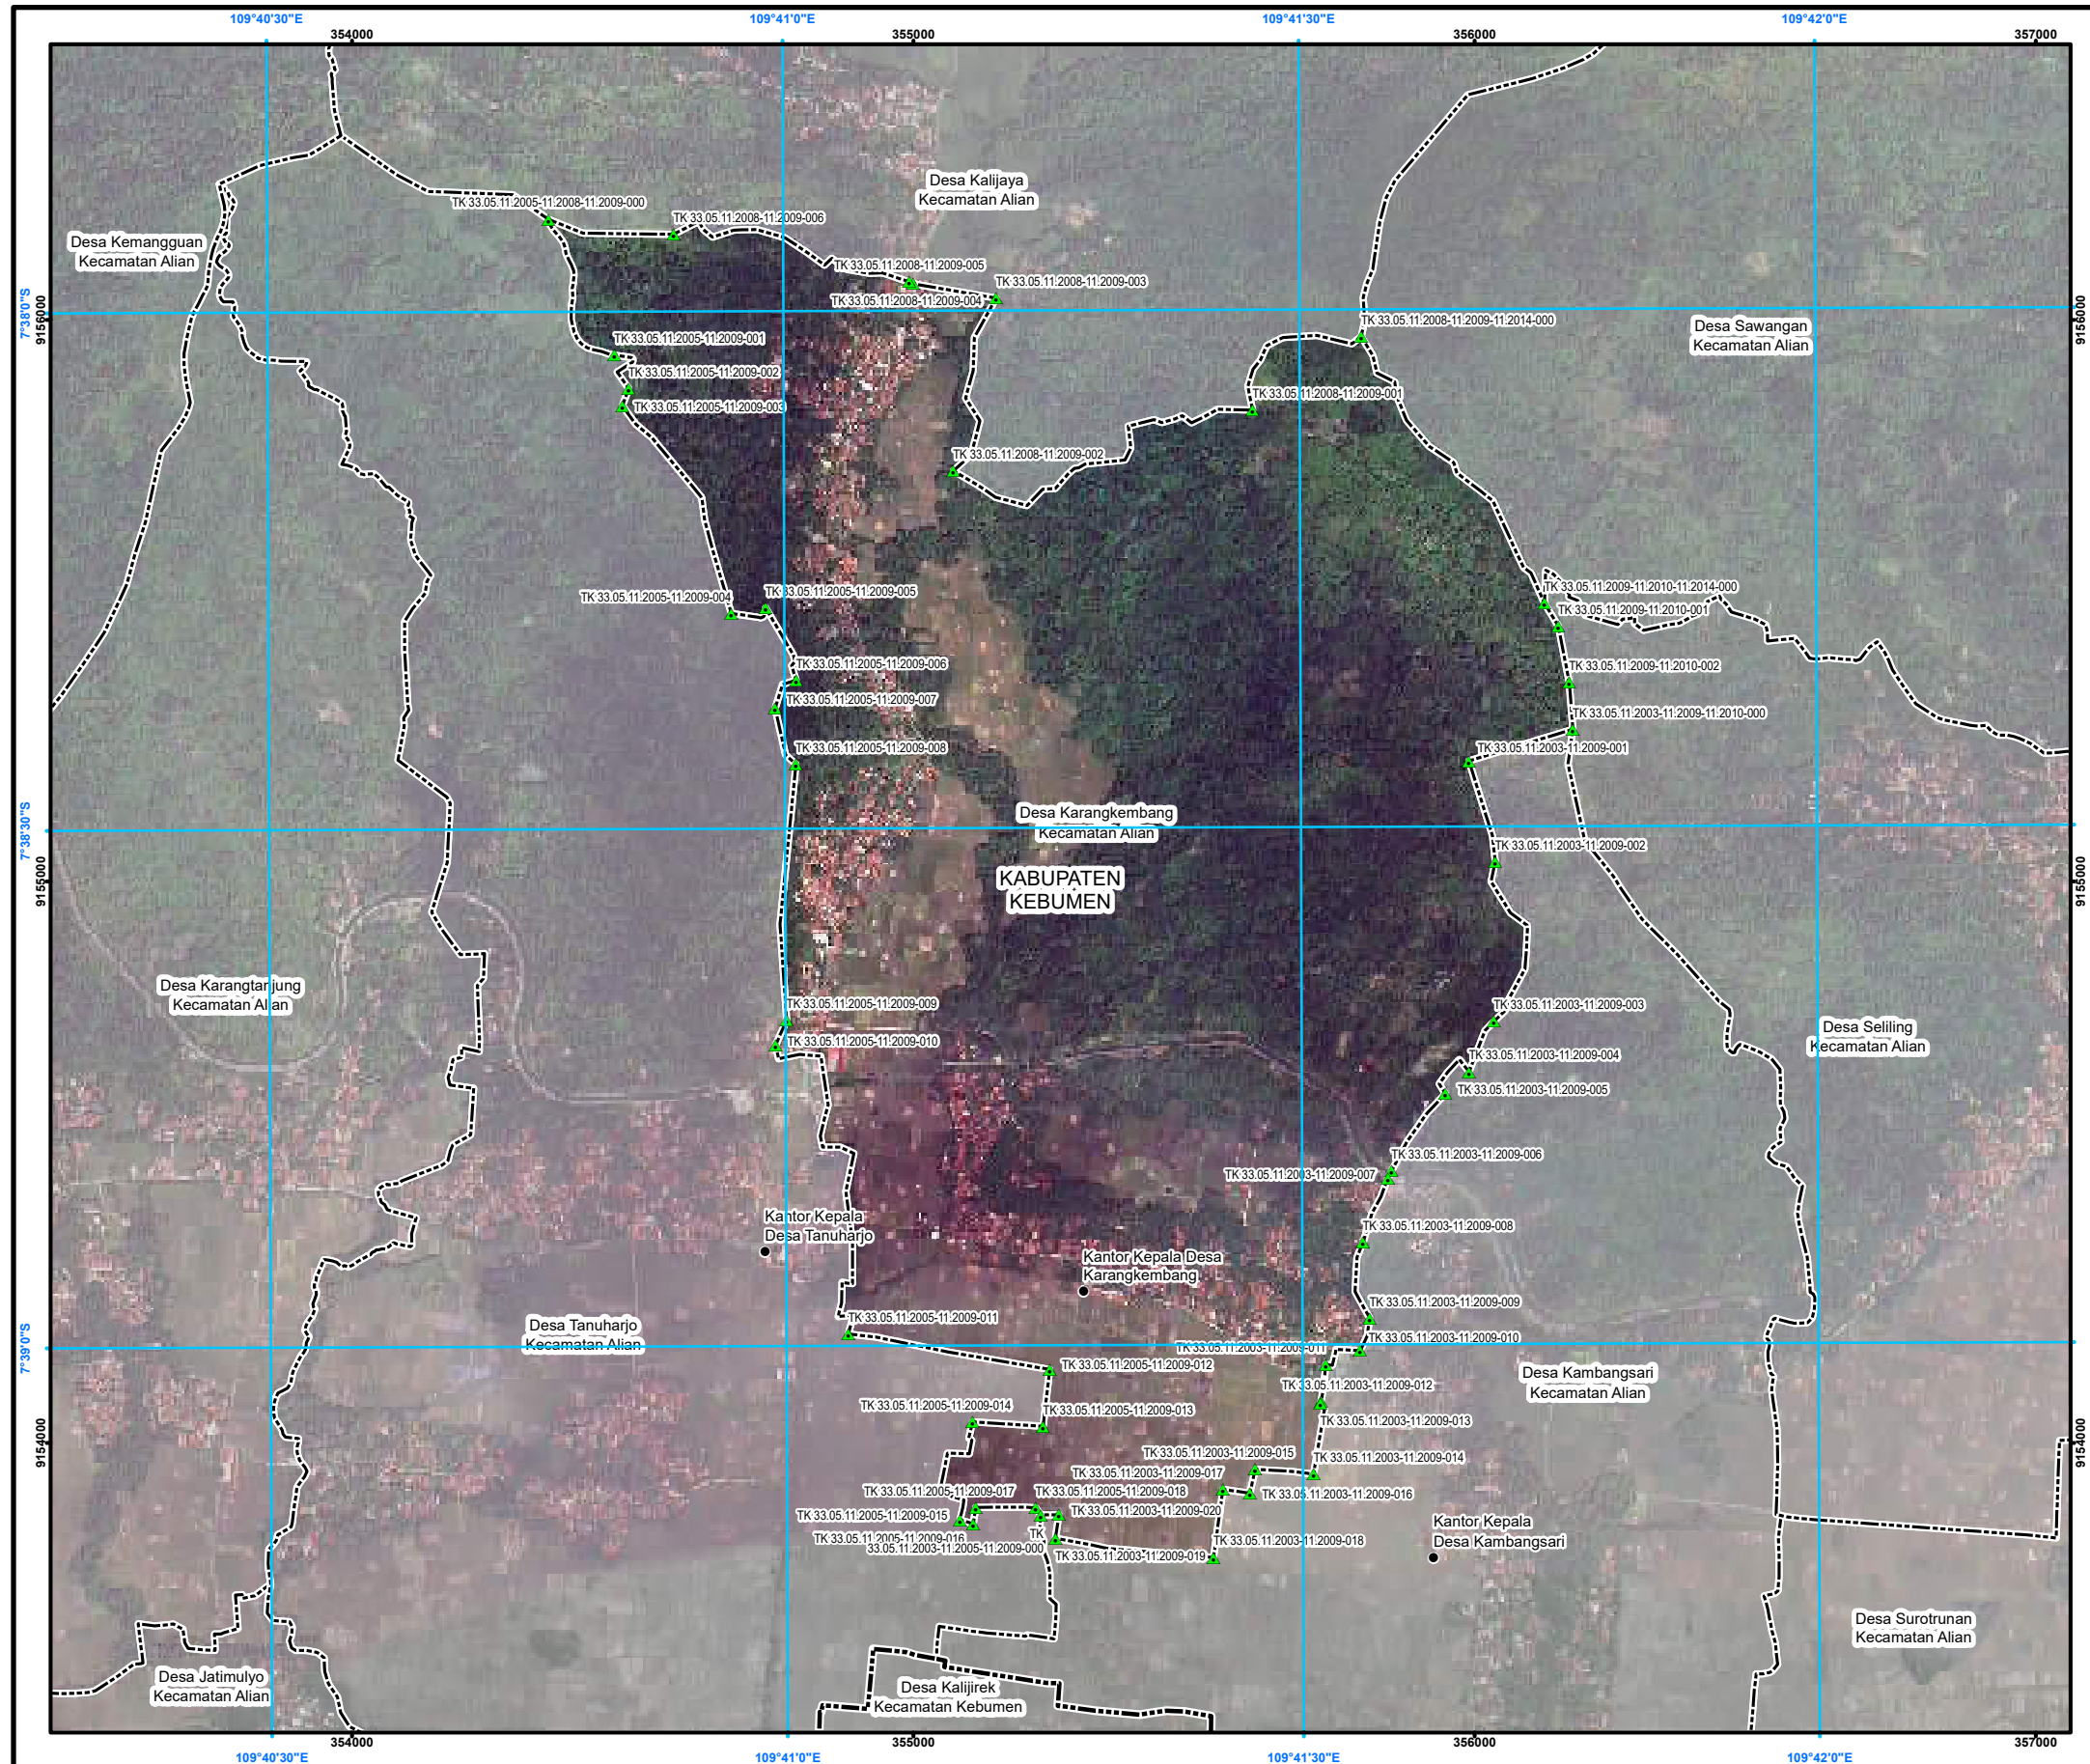 109°40'30"E
109°41'0"E
109°41'30"E
109°42'0"E
354000
355000
356000
357000
Desa Kalijaya
Kecamatan Alian
TK 33.05.11.2005-11.2008-11.2009-000
TK 33.05.11.2008-11.2009-006
Desa Kemangguan
Kecamatan Alian
TK 33.05.11.2008-11.2009-005
TK 33.05.11.2008-11.2009-003
TK 33.05.11.2008-11.2009-004
7°38'0"S
9156000
9156000
TK 33.05.11.2008-11.2009-11.2014-000
Desa Sawangan
Kecamatan Alian
TK 33.05.11.2005-11.2009-001
TK 33.05.11.2005-11.2009-002
TK 33.05.11.2008-11.2009-001
TK 33.05.11.2005-11.2009-003
TK 33.05.11.2008-11.2009-002
TK 33.05.11.2009-11.2010-11.2014-000
TK 33.05.11.2005-11.2009-005
TK 33.05.11.2005-11.2009-004
TK 33.05.11.2009-11.2010-001
TK 33.05.11.2005-11.2009-006
TK 33.05.11.2009-11.2010-002
TK 33.05.11.2005-11.2009-007
TK 33.05.11.2003-11.2009-11.2010-000
TK 33.05.11.2005-11.2009-008
TK 33.05.11.2003-11.2009-001
Desa Karangkembang
Kecamatan Alian
7°38'30"S
TK 33.05.11.2003-11.2009-002
KABUPATEN
KEBUMEN
9155000
9155000
Desa Karangtanjung
Kecamatan Alian
TK 33.05.11.2005-11.2009-009
TK 33.05.11.2003-11.2009-003
Desa Seliling
Kecamatan Alian
TK 33.05.11.2005-11.2009-010
TK 33.05.11.2003-11.2009-004
TK 33.05.11.2003-11.2009-005
TK 33.05.11.2003-11.2009-006
TK 33.05.11.2003-11.2009-007
Kantor Kepala
Desa Tanuharjo
TK 33.05.11.2003-11.2009-008
Kantor Kepala Desa
Karangkembang
TK 33.05.11.2003-11.2009-009
TK 33.05.11.2005-11.2009-011
Desa Tanuharjo
Kecamatan Alian
7°39'0"S
TK 33.05.11.2003-11.2009-010
TK 33.05.11.2003-11.2009-011
TK 33.05.11.2005-11.2009-012
Desa Kambangsari
Kecamatan Alian
TK 33.05.11.2003-11.2009-012
TK 33.05.11.2005-11.2009-014
TK 33.05.11.2005-11.2009-013
TK 33.05.11.2003-11.2009-013
9154000
9154000
TK 33.05.11.2003-11.2009-015
TK 33.05.11.2003-11.2009-014
TK 33.05.11.2003-11.2009-017
TK 33.05.11.2005-11.2009-017
TK 33.05.11.2005-11.2009-018
TK 33.05.11.2003-11.2009-016
TK 33.05.11.2005-11.2009-015
TK 33.05.11.2003-11.2009-020
Kantor Kepala
Desa Kambangsari
TK 33.05.11.2005-11.2009-016
TK
33.05.11.2003-11.2005-11.2009-000
TK 33.05.11.2003-11.2009-018
TK 33.05.11.2003-11.2009-019
Desa Surotrunan
Kecamatan Alian
Desa Jatimulyo
Kecamatan Alian
Desa Kalijirek
Kecamatan Kebumen
354000
355000
356000
357000
109°40'30"E
109°41'0"E
109°41'30"E
109°42'0"E